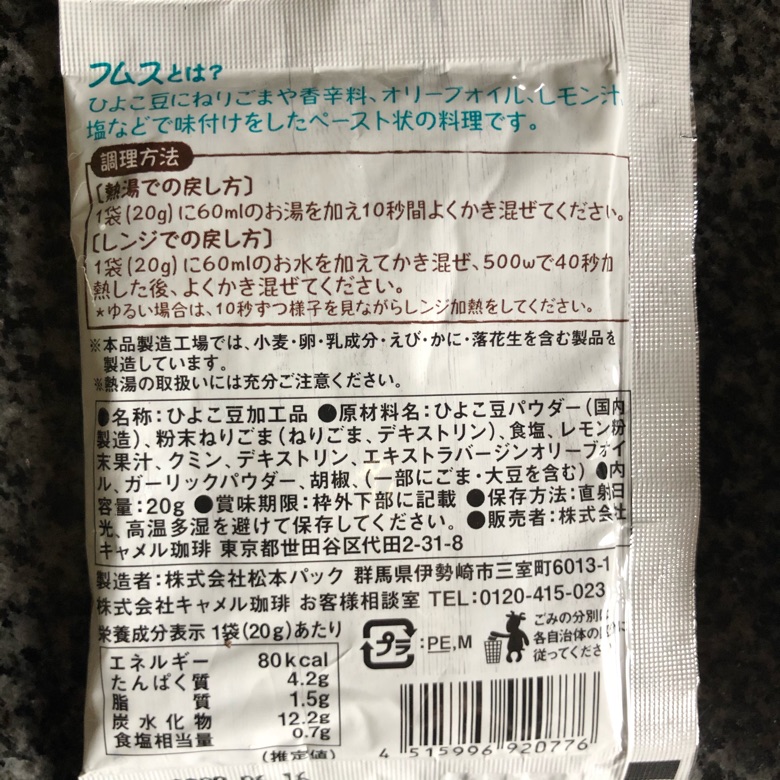 フムスとは?
ひよこ豆にねりごまや香辛料、オリーブオイル、レモン汁
塩などで味付けをしたペースト状の料理です。
調理方法
[熱湯での戻し方]
1袋(20g)に60mlのお湯を加え10秒間よくかき混ぜてください。
[レンジでの戻し方]
1袋(20g)に60mlのお水を加えてかき混ぜ、500wで40秒加
熱した後、よくかき混ぜてください。
*ゆるい場合は、10秒ずつ様子を見ながらレンジ加熱をしてください。
※本品製造工場では、小麦・卵・乳成分・えび・かに・落花生を含む製品を
製造しています。
※熱湯の取扱いには充分ご注意ください。
●名称:ひよこ豆加工品 ●原材料名:ひよこ豆パウダー(国内
製造)、粉末ねりごま(ねりごま、デキストリン)、食塩、レモン粉
末果汁、クミン、デキストリン、エキストラバージンオリーブオイ
ル、ガーリックパウダー、胡椒、(一部にごま・大豆を含む) ●内
容量:20g ●賞味期限:枠外下部に記載 ●保存方法:直射日
光、高温多湿を避けて保存してください。 ●販売者:株式会社
キャメル珈琲 東京都世田谷区代田2-31-8
製造者:株式会社松本パック 群馬県伊勢崎市三室町6013-1
株式会社キャメル珈琲 お客様相談室 TEL:0120-415-023
栄養成分表示 1袋(20g)あたり
エネルギー 80kcal
たんぱく質 4.2g
脂質 1.5g
炭水化物 12.2g
食塩相当量 0.7g
(推定値)
プラ :PE,M
ごみの分別は
各自治体の
従ってくださ
4 515996 920776